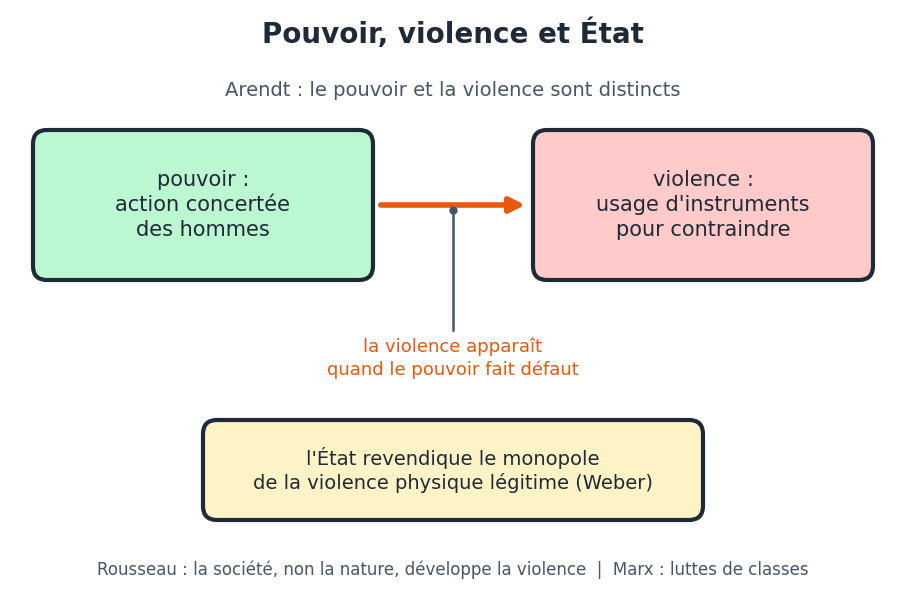 Pouvoir, violence et État
Arendt : le pouvoir et la violence sont distincts
pouvoir :
action concertée
des hommes
violence :
usage d'instruments
pour contraindre
la violence apparaît
quand le pouvoir fait défaut
l'État revendique le monopole
de la violence physique légitime (Weber)
Rousseau : la société, non la nature, développe la violence | Marx : luttes de classes